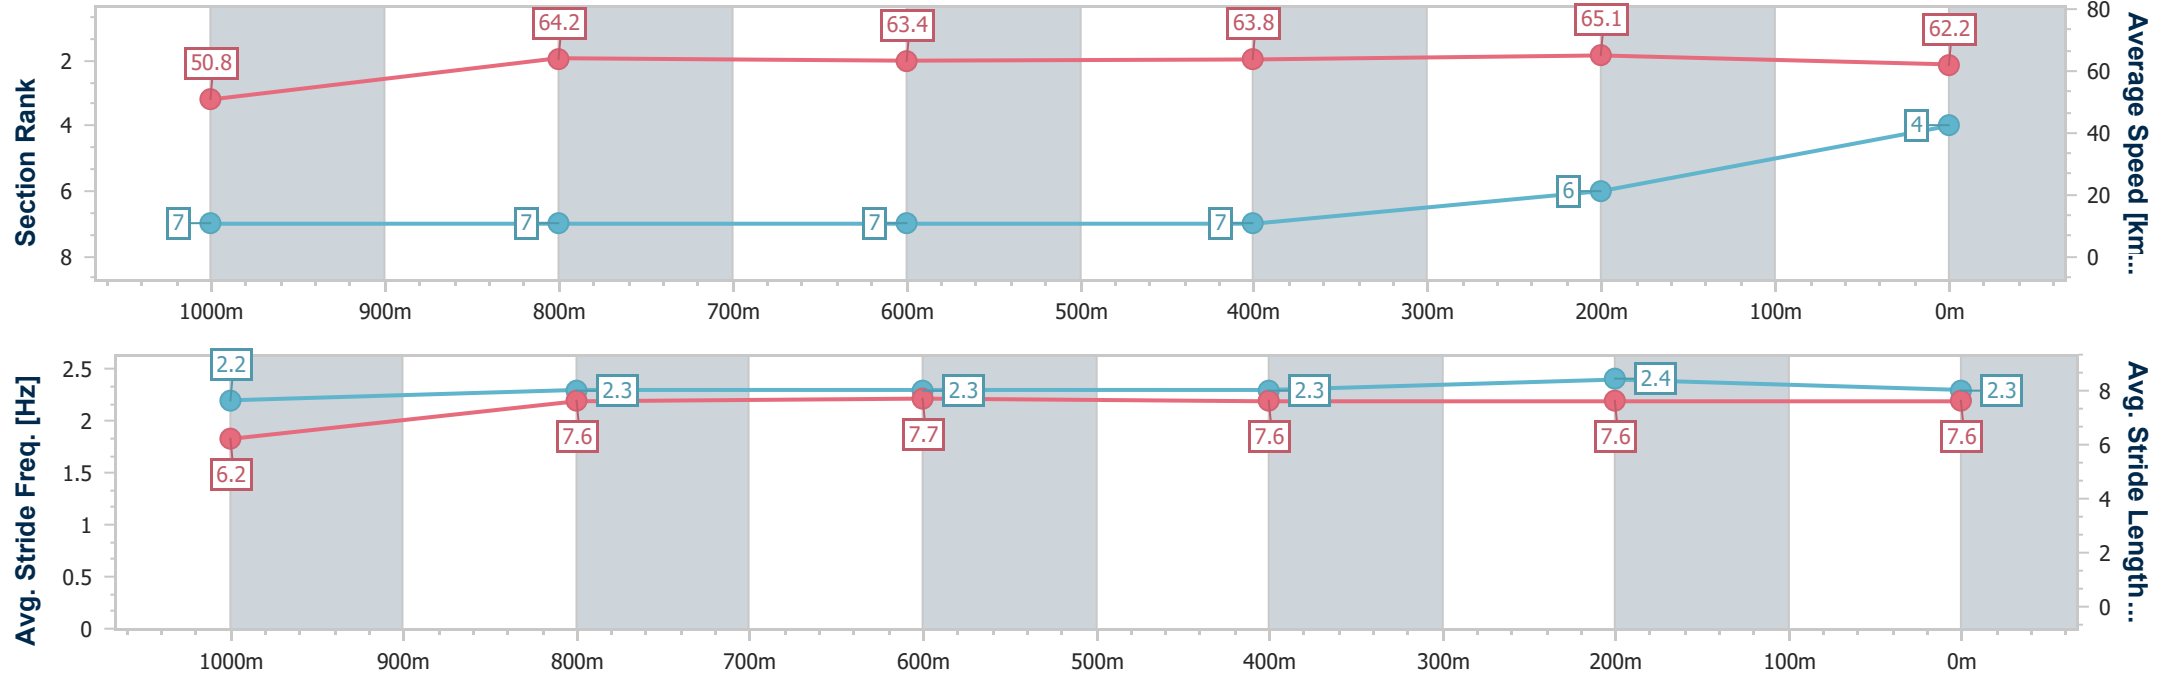 Section Rank
2
4
6
8
50.8
64.2
63.4
63.8
65.1
62.2
7
7
7
7
6
4
80
60
40
20
0
Average Speed [km...
1000m
900m
800m
700m
600m
500m
400m
300m
200m
100m
0m
Avg. Stride Freq. [Hz]
2.5
2
1.5
1
0.5
0
2.2
2.3
2.3
2.3
2.4
2.3
6.2
7.6
7.7
7.6
7.6
7.6
8
6
4
2
0
Avg. Stride Length...
1000m
900m
800m
700m
600m
500m
400m
300m
200m
100m
0m